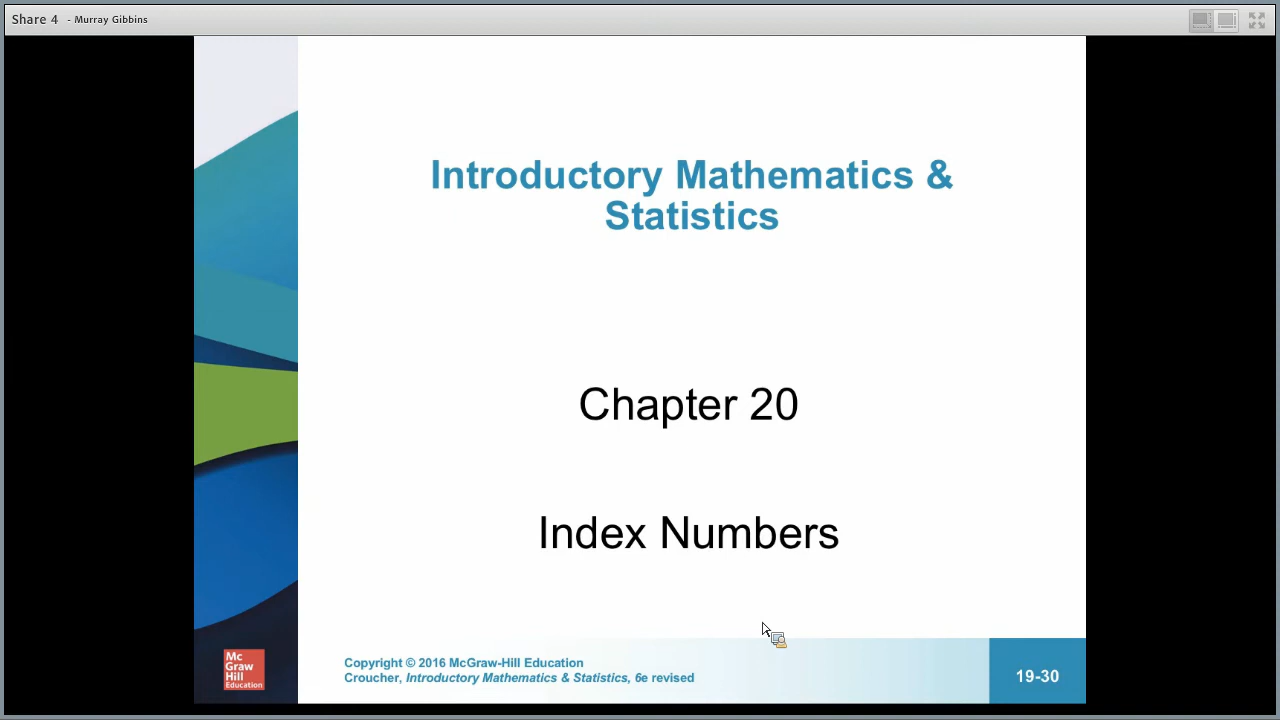 Share 4 - Murray Gibbins
Introductory Mathematics &
Statistics
Chapter 20
Index Numbers
Mc
Graw
Hill
Education
Copyright © 2016 McGraw-Hill Education
Croucher, Introductory Mathematics & Statistics, 6e revised
19-30